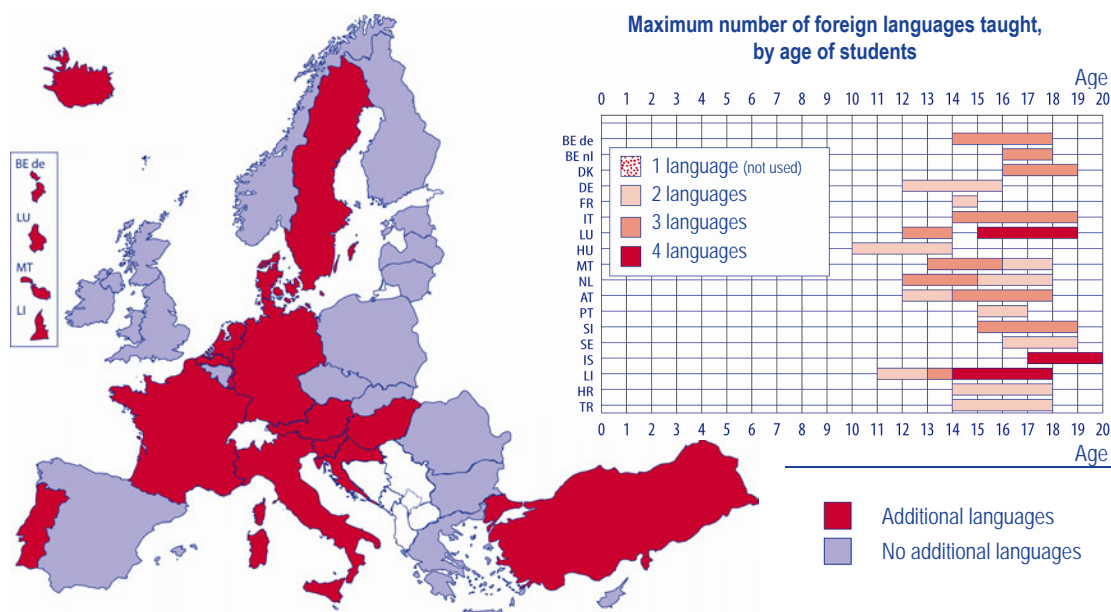 Maximum number of foreign languages taught,
by age of students
Age
0 1 2 3 4 5 6 7 8 9 10 11 12 13 14 15 16 17 18 19 20
BE de
BE nl
DK
DE
FR
IT
LU
HU
MT
NL
AT
PT
SI
SE
IS
LI
HR
TR
1 language (not used)
2 languages
3 languages
4 languages
0 1 2 3 4 5 6 7 8 9 10 11 12 13 14 15 16 17 18 19 20
Age
BE de
LU
MT
LI
Additional languages
No additional languages